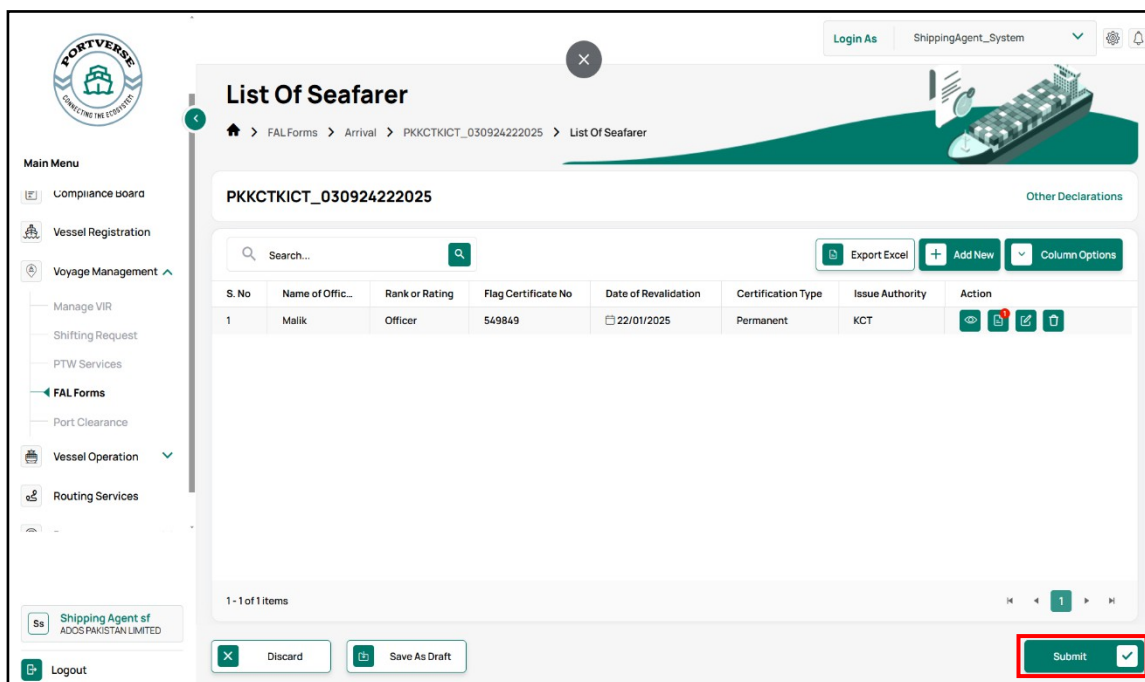 PORTVERSE
CONNECTING THE ECOSYSTEM
Login As ShippingAgent_System
List Of Seafarer
FAL Forms > Arrival > PKKCTKICT_030924222025 > List Of Seafarer
Main Menu
Compliance Board
Vessel Registration
Voyage Management
Manage VIR
Shifting Request
PTW Services
FAL Forms
Port Clearance
Vessel Operation
Routing Services
Ss Shipping Agent sf
ADOS PAKISTAN LIMITED
Logout
PKKCTKICT_030924222025 Other Declarations
Search... Export Excel Add New Column Options
S. No Name of Offic... Rank or Rating Flag Certificate No Date of Revalidation Certification Type Issue Authority Action
1 Malik Officer 549849 22/01/2025 Permanent KCT 1
1 - 1 of 1 items 1
Discard Save As Draft Submit